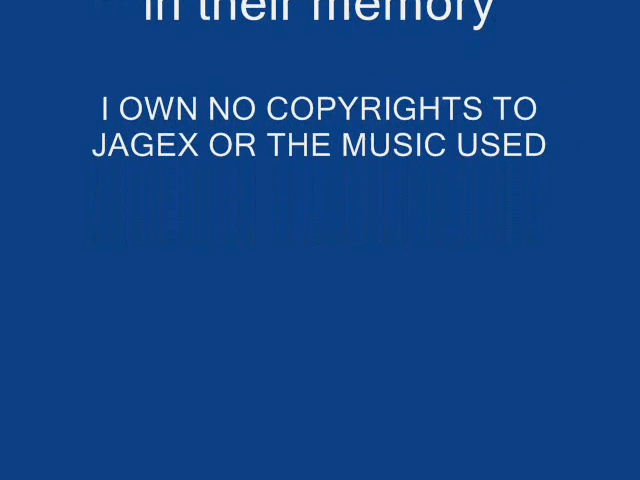 in their memory
I OWN NO COPYRIGHTS TO
JAGEX OR THE MUSIC USED